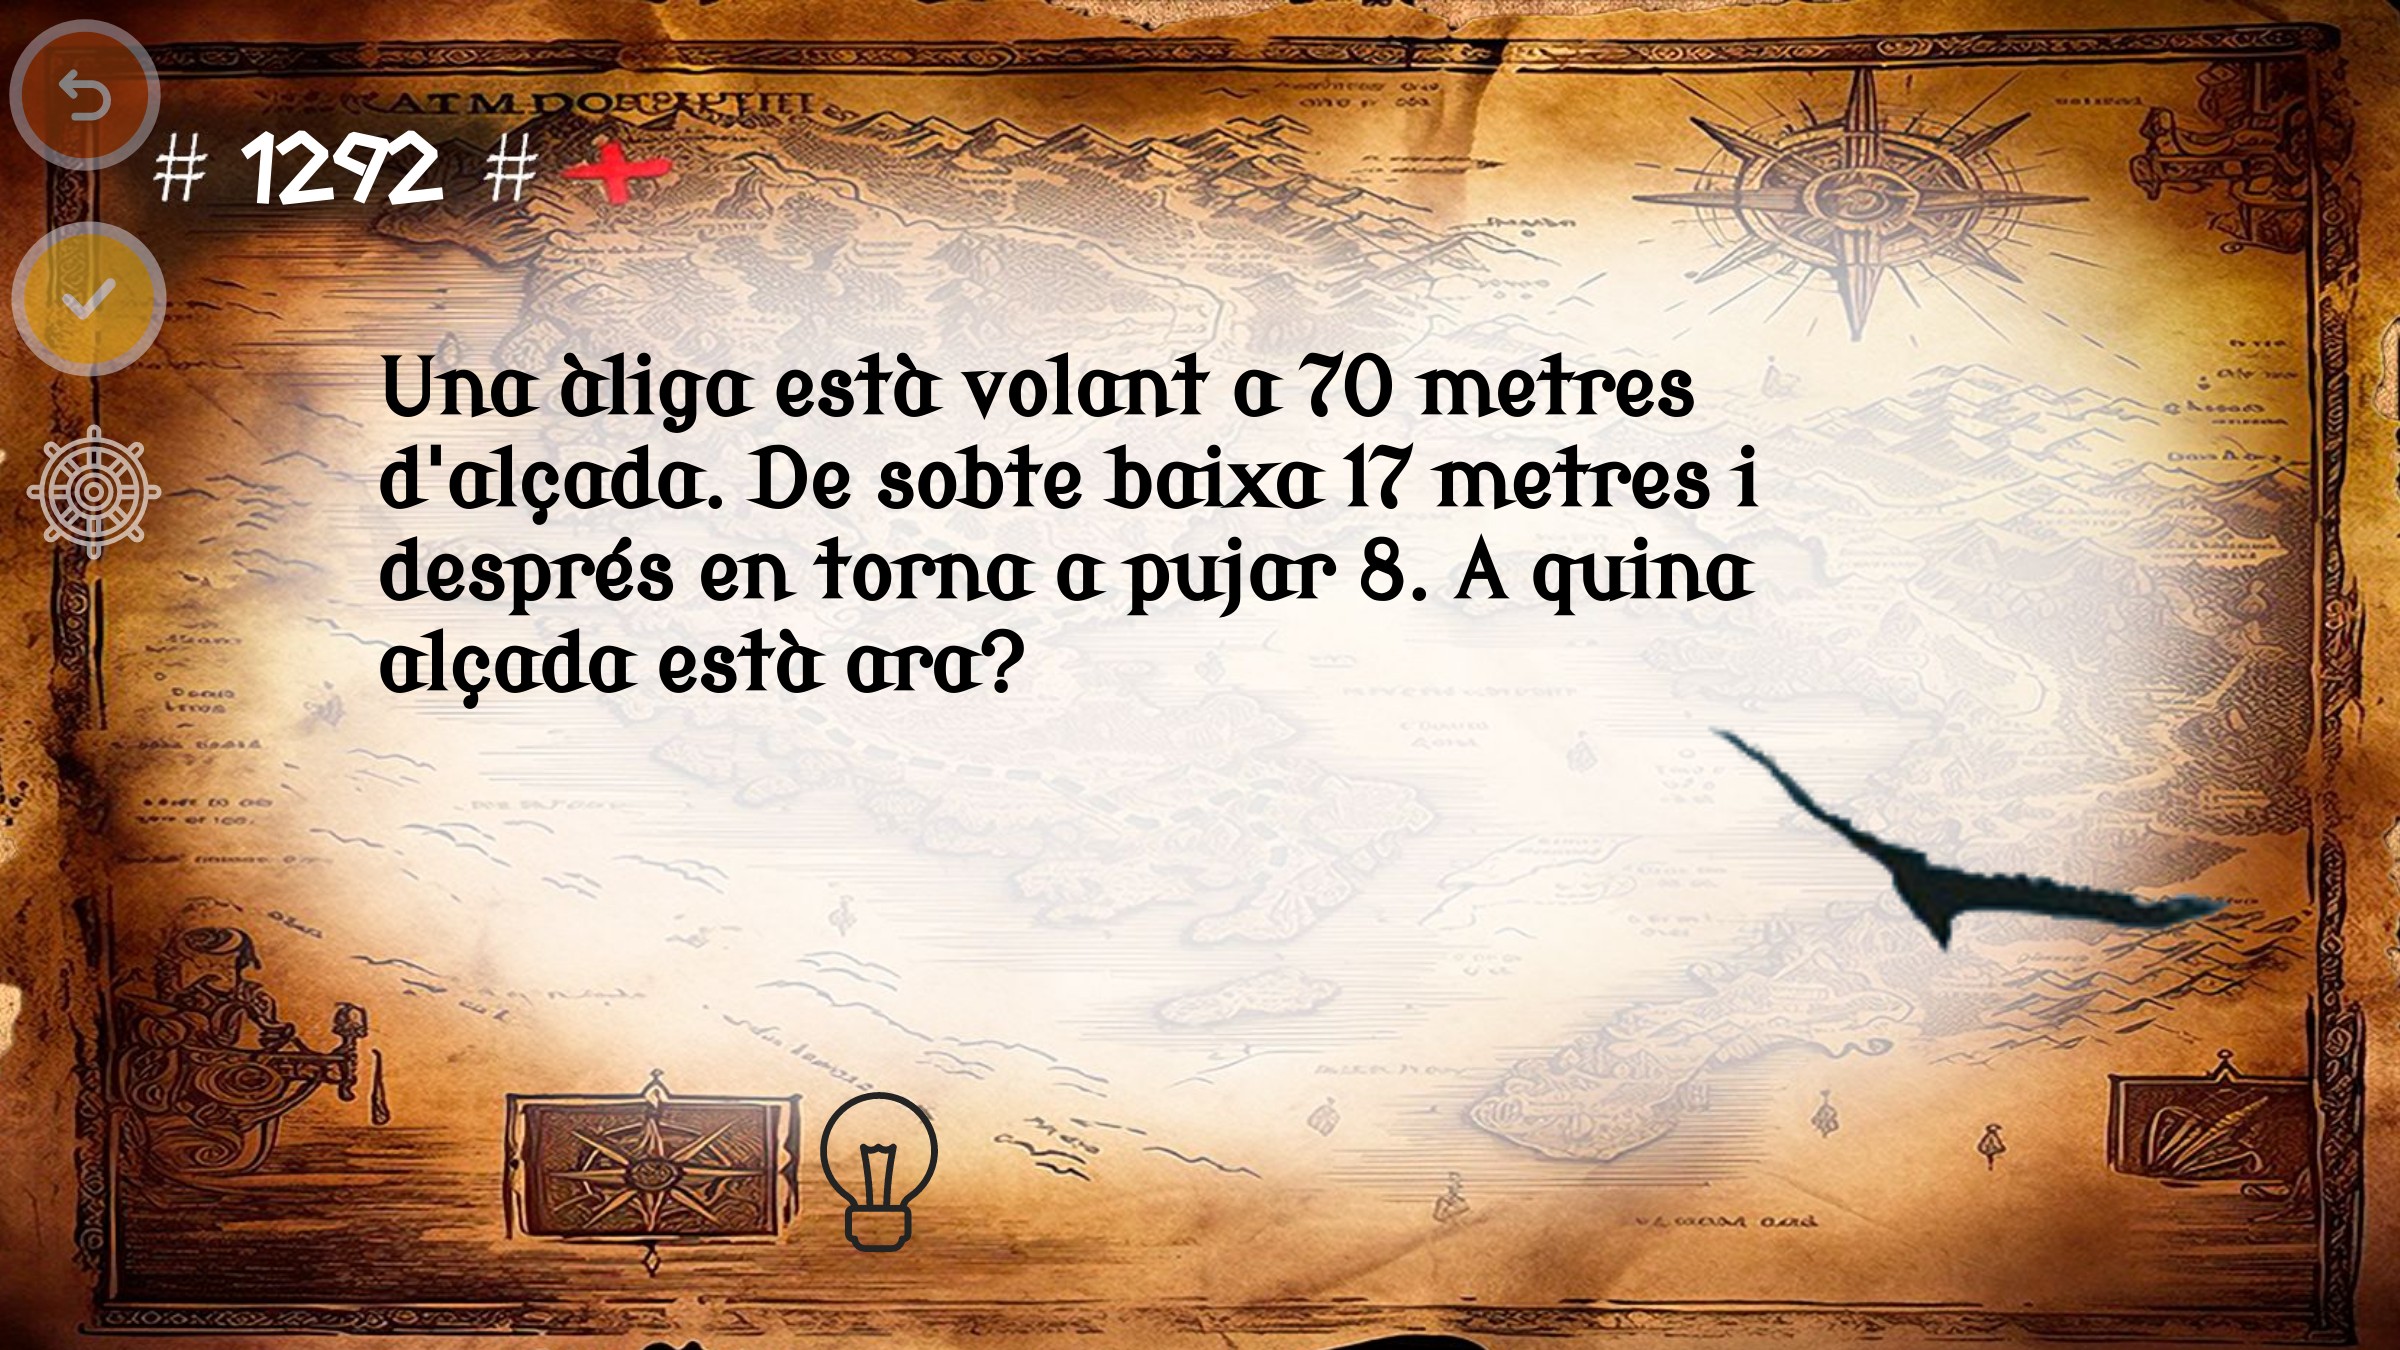 # 1292 #
Una àliga està volant a 70 metres
d'alçada. De sobte baixa 17 metres i
després en torna a pujar 8. A quina
alçada està ara?